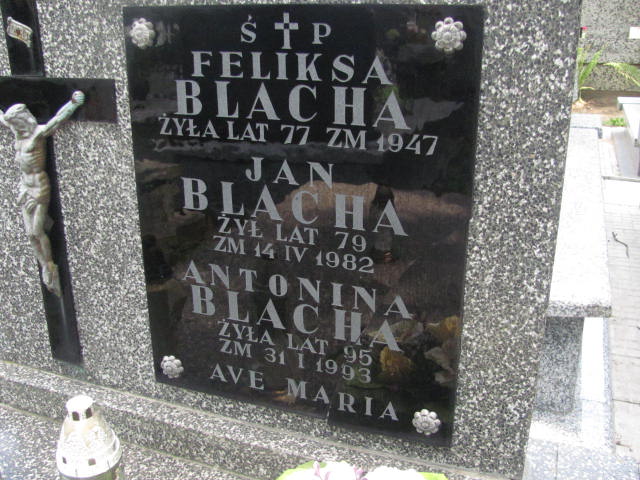 Ś P
FELIKSA
BLACHA
ŻYŁA LAT 77 ZM 1947
JAN
BLACHA
ŻYŁ LAT 79
ZM 14 IV 1982
ANTONINA
BLACHA
ŻYŁA LAT 95
ZM 31 I 1993
AVE MARIA